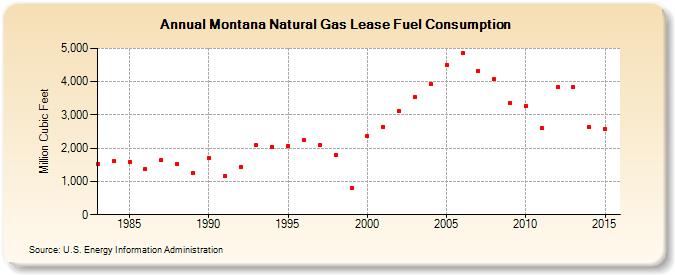 Annual Montana Natural Gas Lease Fuel Consumption
Million Cubic Feet
5,000
4,000
3,000
2,000
1,000
0
1985 1990 1995 2000 2005 2010 2015
Source: U.S. Energy Information Administration